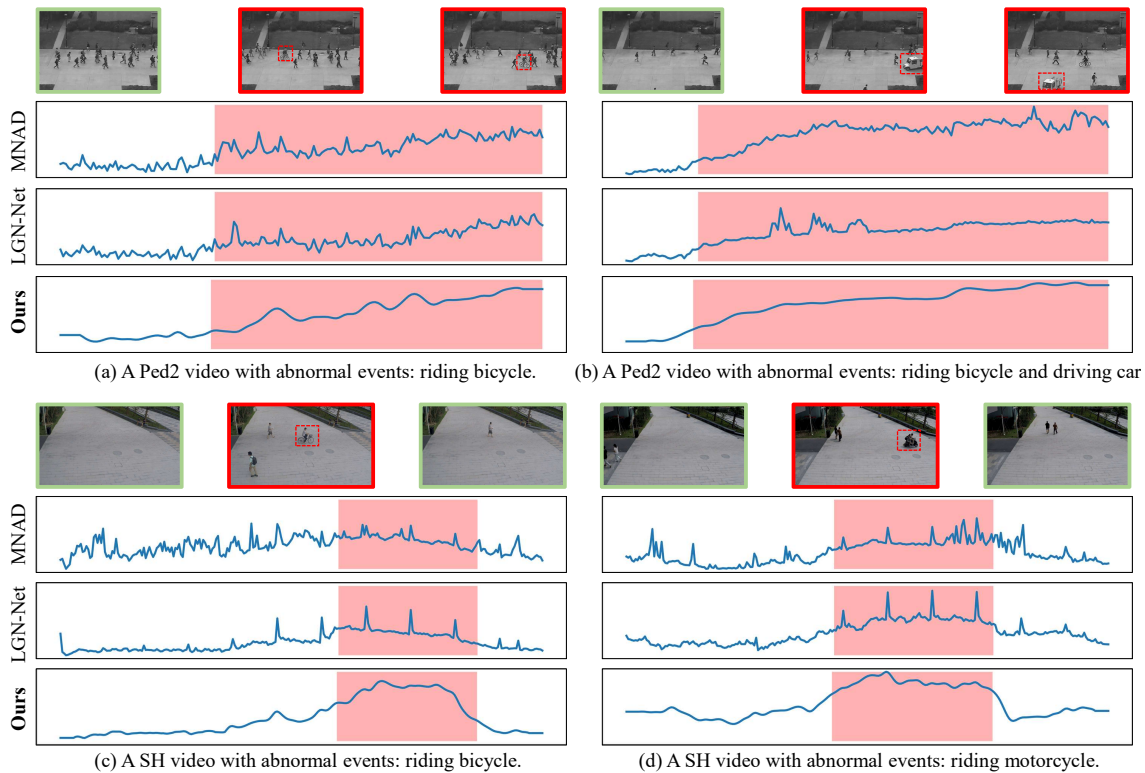 MNAD
LGN-Net
Ours
(a) A Ped2 video with abnormal events: riding bicycle.
(b) A Ped2 video with abnormal events: riding bicycle and driving car
MNAD
LGN-Net
Ours
(c) A SH video with abnormal events: riding bicycle.
(d) A SH video with abnormal events: riding motorcycle.